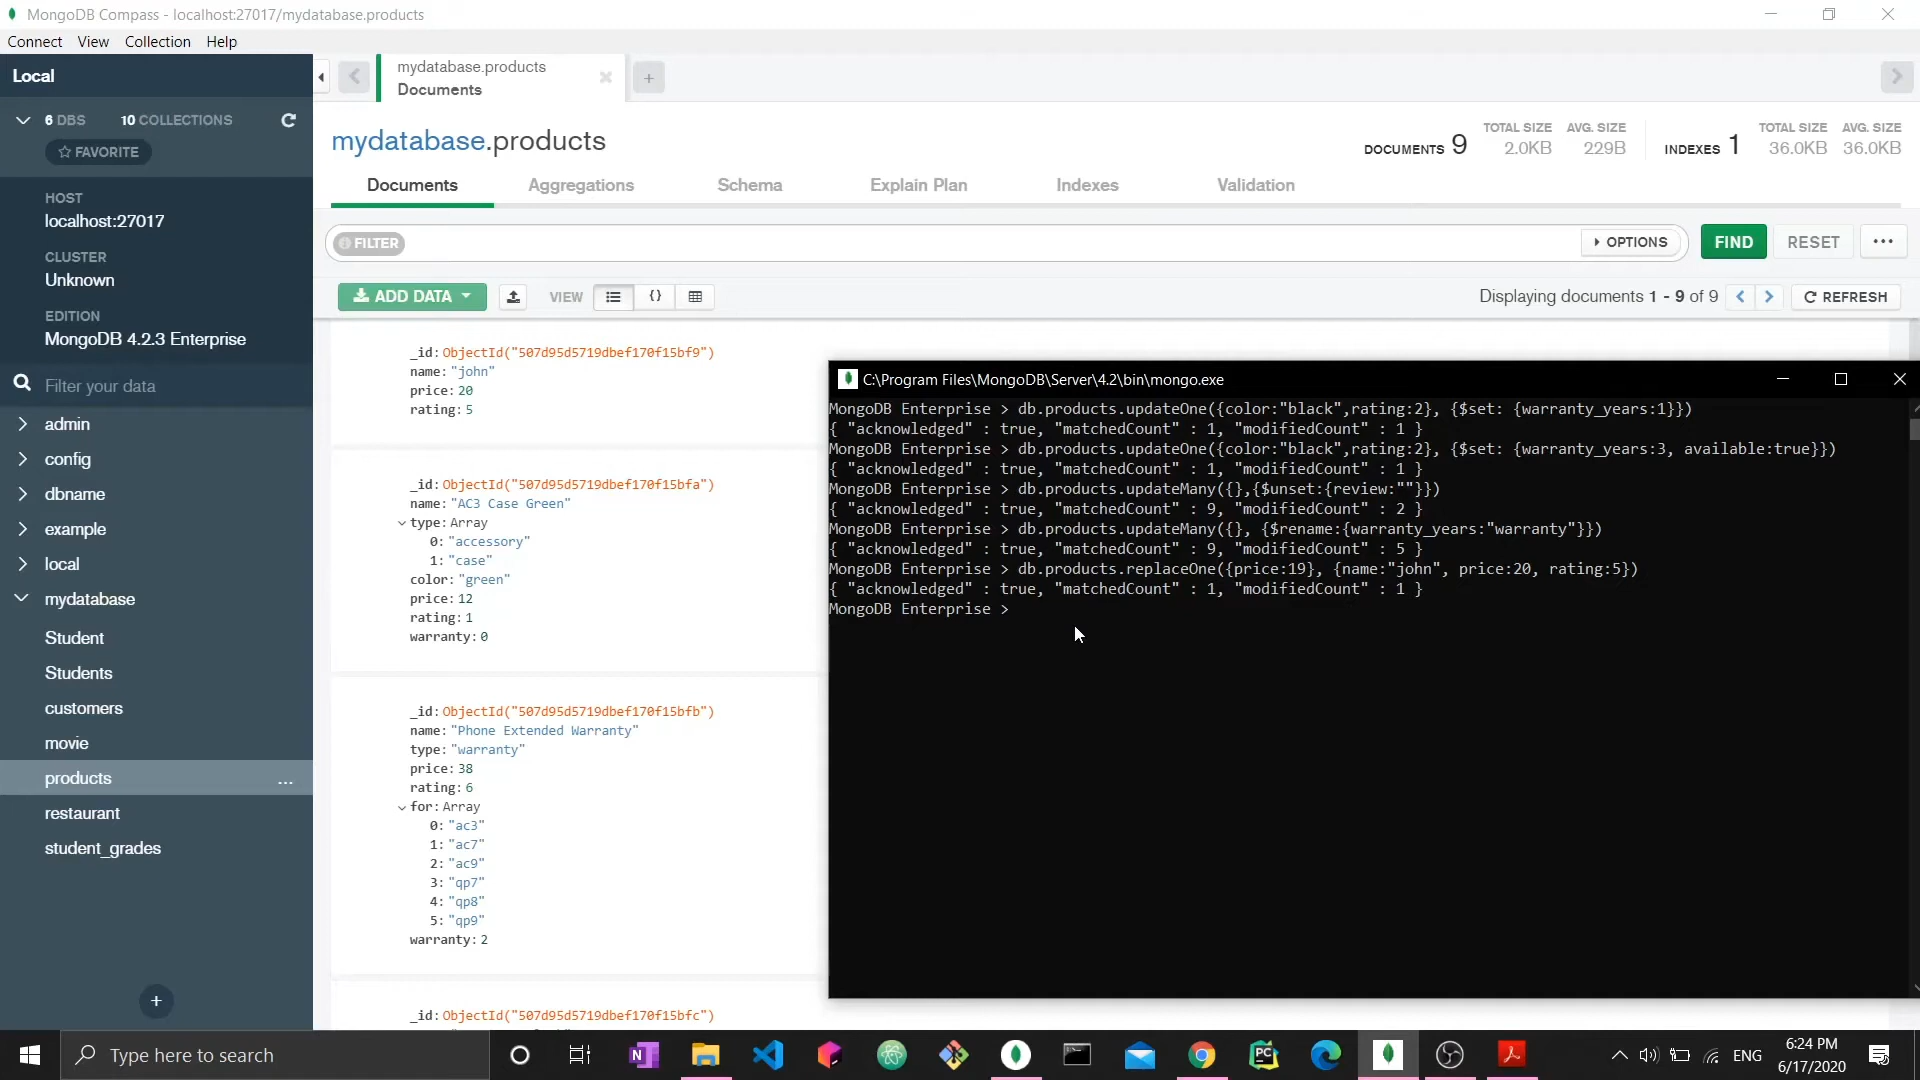 MongoDB Compass - localhost:27017/mydatabase.products
Connect View Collection Help
Local
6 DBS 10 COLLECTIONS
FAVORITE
HOST
localhost:27017
CLUSTER
Unknown
EDITION
MongoDB 4.2.3 Enterprise
Filter your data
admin
config
dbname
example
local
mydatabase
Student
Students
customers
movie
products ...
restaurant
student_grades
mydatabase.products
Documents
mydatabase.products
DOCUMENTS 9 TOTAL SIZE 2.0KB AVG. SIZE 229B INDEXES 1 TOTAL SIZE 36.0KB AVG. SIZE 36.0KB
Documents Aggregations Schema Explain Plan Indexes Validation
FILTER OPTIONS FIND RESET ...
ADD DATA VIEW {} Displaying documents 1 - 9 of 9 REFRESH
_id: ObjectId("507d95d5719dbef170f15bf9")
name: "john"
price: 20
rating: 5
_id: ObjectId("507d95d5719dbef170f15bfa")
name: "AC3 Case Green"
type: Array
0: "accessory"
1: "case"
color: "green"
price: 12
rating: 1
warranty: 0
_id: ObjectId("507d95d5719dbef170f15bfb")
name: "Phone Extended Warranty"
type: "warranty"
price: 38
rating: 6
for: Array
0: "ac3"
1: "ac7"
2: "ac9"
3: "qp7"
4: "qp8"
5: "qp9"
warranty: 2
_id: ObjectId("507d95d5719dbef170f15bfc")
C:\Program Files\MongoDB\Server\4.2\bin\mongo.exe
MongoDB Enterprise > db.products.updateOne({color:"black",rating:2}, {$set: {warranty_years:1}})
{ "acknowledged" : true, "matchedCount" : 1, "modifiedCount" : 1 }
MongoDB Enterprise > db.products.updateOne({color:"black",rating:2}, {$set: {warranty_years:3, available:true}})
{ "acknowledged" : true, "matchedCount" : 1, "modifiedCount" : 1 }
MongoDB Enterprise > db.products.updateMany({},{$unset:{review:""}})
{ "acknowledged" : true, "matchedCount" : 9, "modifiedCount" : 2 }
MongoDB Enterprise > db.products.updateMany({}, {$rename:{warranty_years:"warranty"}})
{ "acknowledged" : true, "matchedCount" : 9, "modifiedCount" : 5 }
MongoDB Enterprise > db.products.replaceOne({price:19}, {name:"john", price:20, rating:5})
{ "acknowledged" : true, "matchedCount" : 1, "modifiedCount" : 1 }
MongoDB Enterprise >
Type here to search
ENG
6:24 PM
6/17/2020